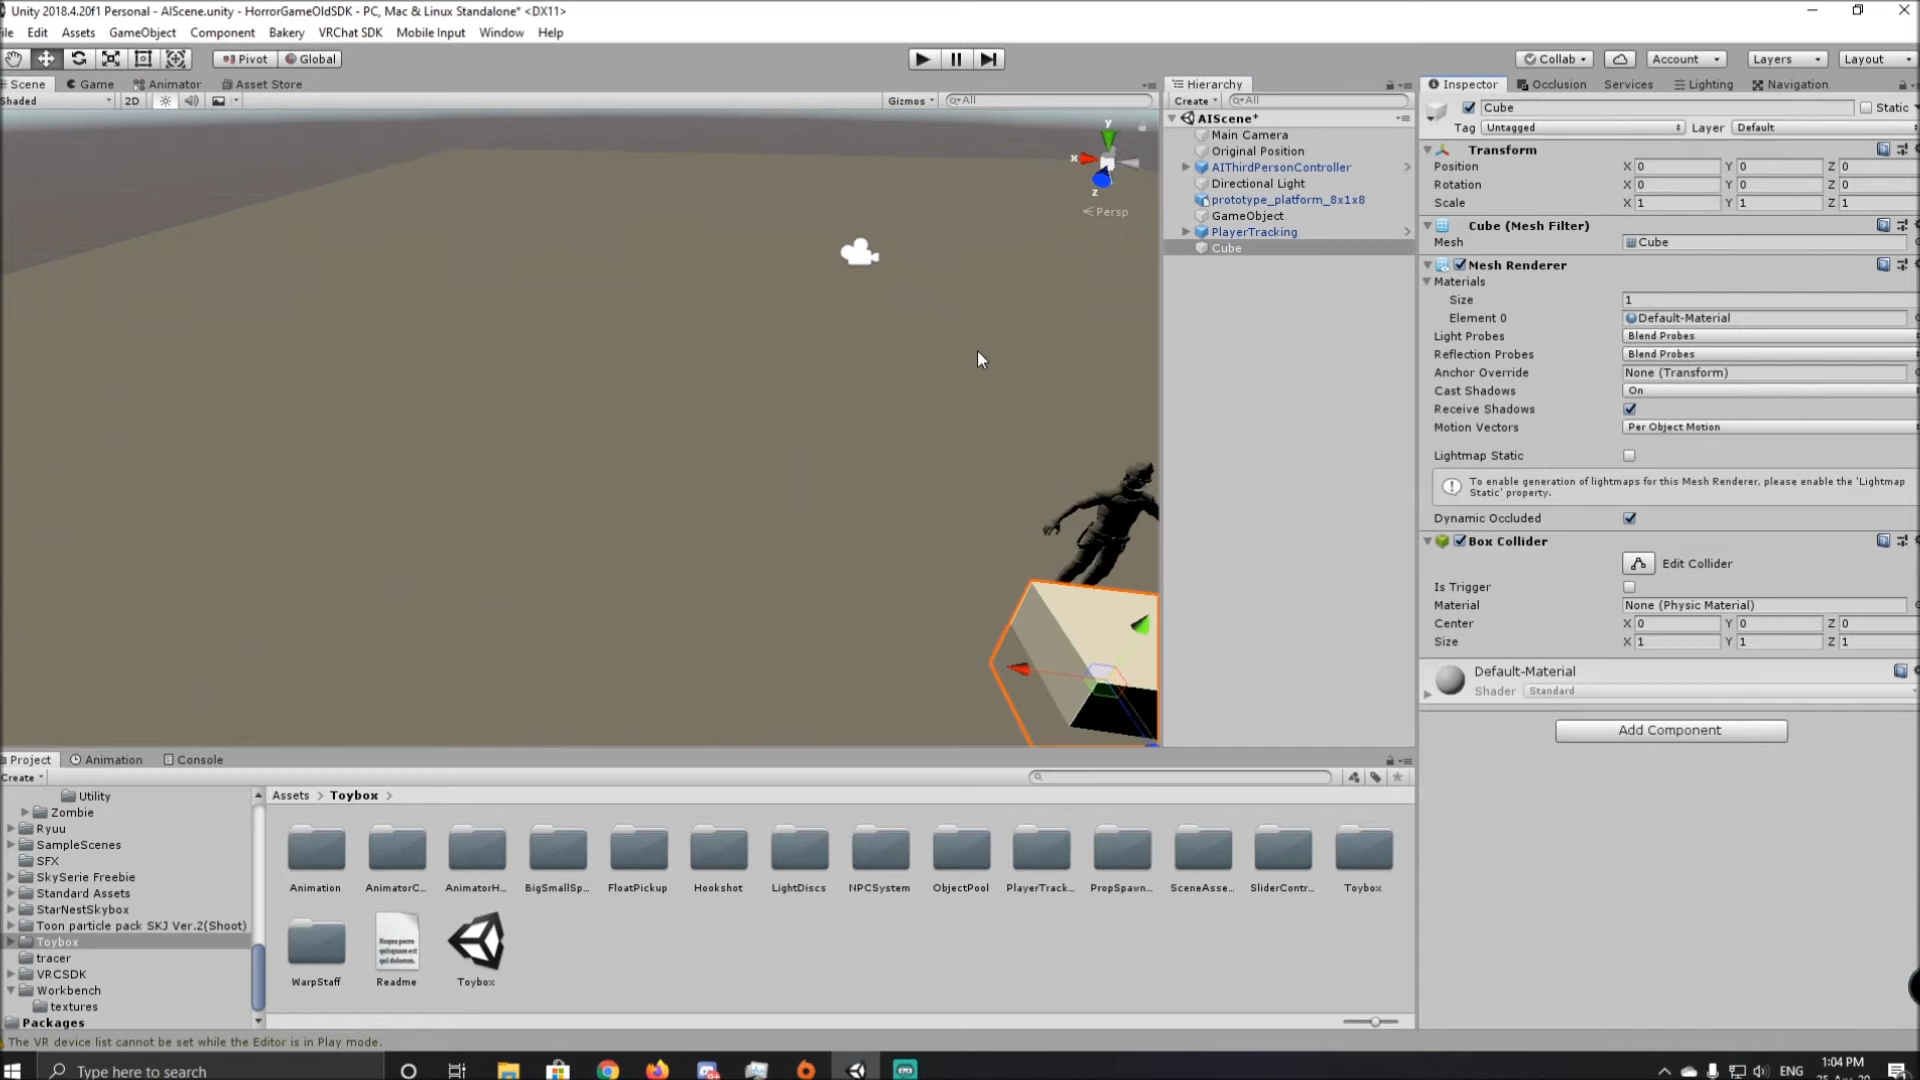 Unity 2018.4.20f1 Personal - AIScene.unity - HorrorGameOldSDK - PC, Mac & Linux Standalone* <DX11>
ile Edit Assets GameObject Component Bakery VRChat SDK Mobile Input Window Help
Pivot Global Collab Account Layers Layout
Scene Game Animator Asset Store
Shaded 2D Gizmos All
y
x
z
Persp
Hierarchy
Create All
AIScene*
Main Camera
Original Position
AIThirdPersonController
Directional Light
prototype_platform_8x1x8
GameObject
PlayerTracking
Cube
Inspector Occlusion Services Lighting Navigation
Cube Static
Tag Untagged Layer Default
Transform
Position X 0 Y 0 Z 0
Rotation X 0 Y 0 Z 0
Scale X 1 Y 1 Z 1
Cube (Mesh Filter)
Mesh Cube
Mesh Renderer
Materials
Size 1
Element 0 Default-Material
Light Probes Blend Probes
Reflection Probes Blend Probes
Anchor Override None (Transform)
Cast Shadows On
Receive Shadows
Motion Vectors Per Object Motion
Lightmap Static
To enable generation of lightmaps for this Mesh Renderer, please enable the 'Lightmap
Static' property.
Dynamic Occluded
Box Collider
Edit Collider
Is Trigger
Material None (Physic Material)
Center X 0 Y 0 Z 0
Size X 1 Y 1 Z 1
Default-Material
Shader Standard
Add Component
Project Animation Console
Create
Utility
Zombie
Ryuu
SampleScenes
SFX
SkySerie Freebie
Standard Assets
StarNestSkybox
Toon particle pack SKJ Ver.2(Shoot)
Toybox
tracer
VRCSDK
Workbench
textures
Packages
Assets > Toybox >
Animation AnimatorC... AnimatorH... BigSmallSp... FloatPickup Hookshot LightDiscs NPCSystem ObjectPool PlayerTrack... PropSpawn... SceneAsse... SliderContr... Toybox
WarpStaff Readme Toybox
The VR device list cannot be set while the Editor is in Play mode.
Type here to search
ENG
1:04 PM